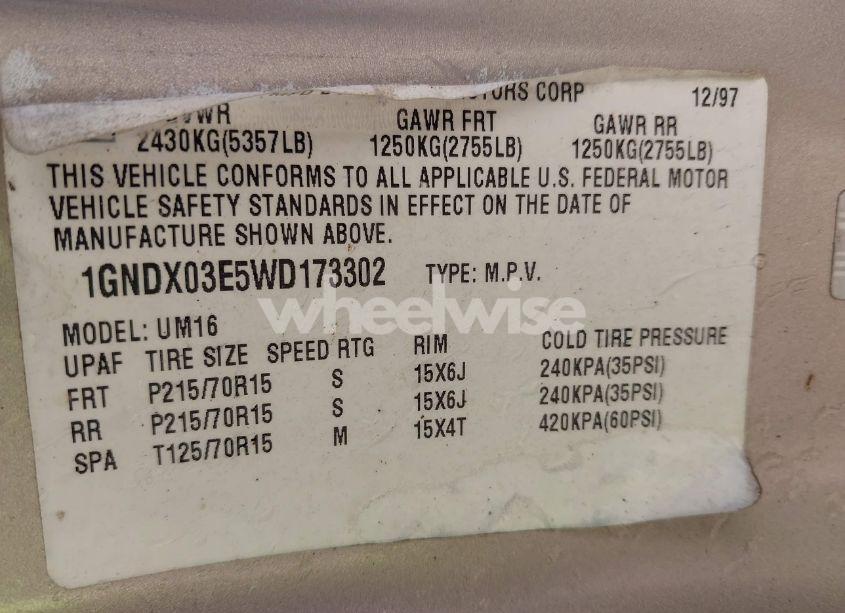 OTORS CORP 12/97
GVWR GAWR FRT GAWR RR
2430KG(5357LB) 1250KG(2755LB) 1250KG(2755LB)
THIS VEHICLE CONFORMS TO ALL APPLICABLE U.S. FEDERAL MOTOR
VEHICLE SAFETY STANDARDS IN EFFECT ON THE DATE OF
MANUFACTURE SHOWN ABOVE.
1GNDX03E5WD173302 TYPE: M.P.V.
wheelwise
MODEL: UM16
UPAF TIRE SIZE SPEED RTG RIM COLD TIRE PRESSURE
FRT P215/70R15 S 15X6J 240KPA(35PSI)
RR P215/70R15 S 15X6J 240KPA(35PSI)
SPA T125/70R15 M 15X4T 420KPA(60PSI)